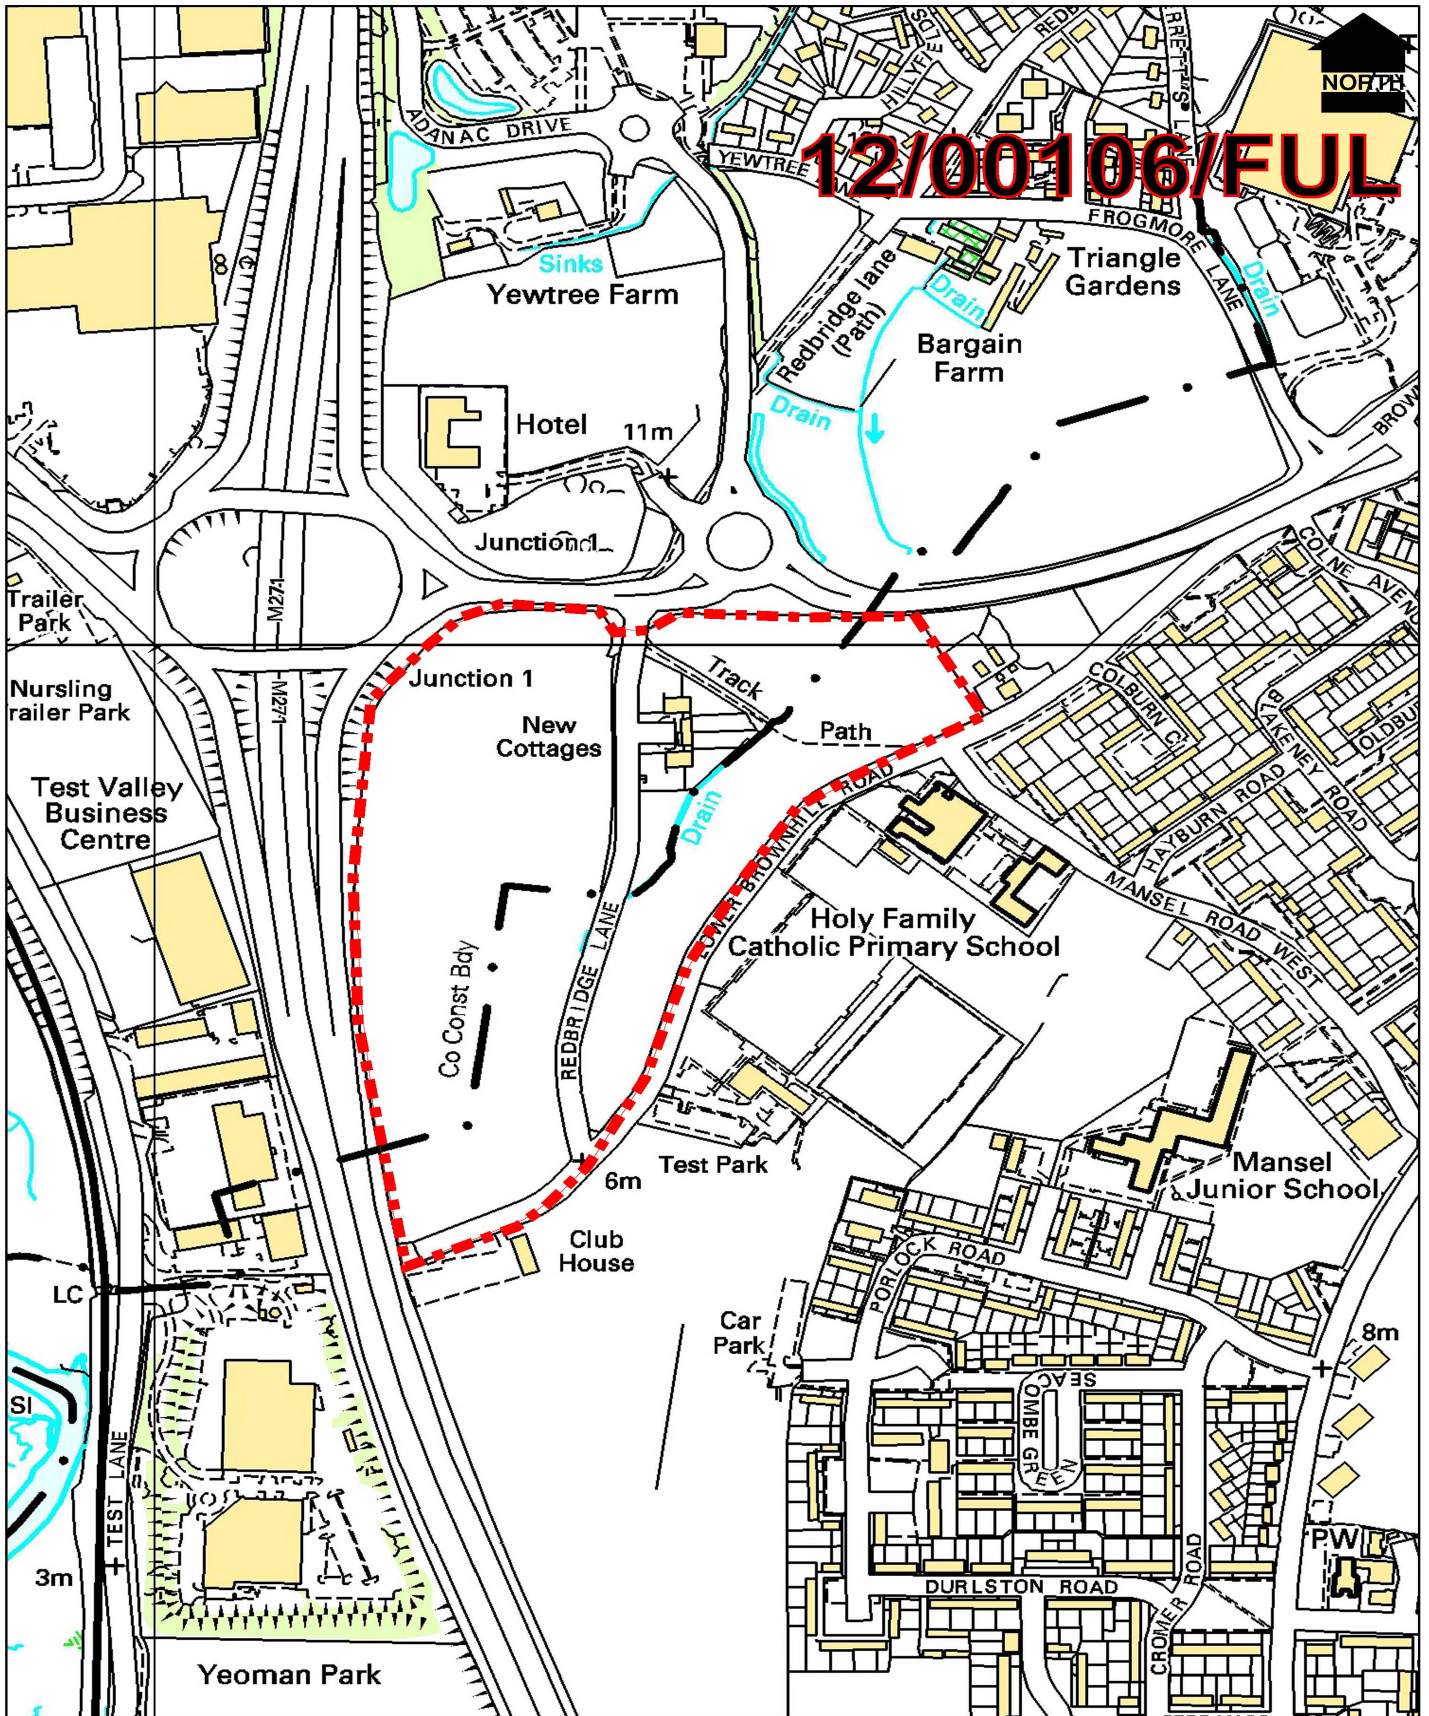 NORTH
12/00106/FUL
ADANAC DRIVE
YEWTREE
FROGMORE LANE
Sinks
Yewtree Farm
Redbridge lane
(Path)
Drain
Triangle
Gardens
Drain
Bargain
Farm
Drain
Hotel
11m
Junction 1
M271
Trailer
Park
COLNE AVENU
Nursling
railer Park
Junction 1
M271
New
Cottages
Track
Path
COLBURN CL
BLAKENEY ROAD
OLDBU
HAYBURN ROAD
Test Valley
Business
Centre
Drain
LOWER BROWNHILL ROAD
MANSEL ROAD WEST
Holy Family
Catholic Primary School
REDBRIDGE LANE
Co Const Bdy
Test Park
6m
Mansel
Junior School
Club
House
PORLOCK ROAD
LC
Car
Park
8m
SEACOMBE GREEN
SI
TEST LANE
3m
PW
DURLSTON ROAD
CROMER ROAD
Yeoman Park
BROW